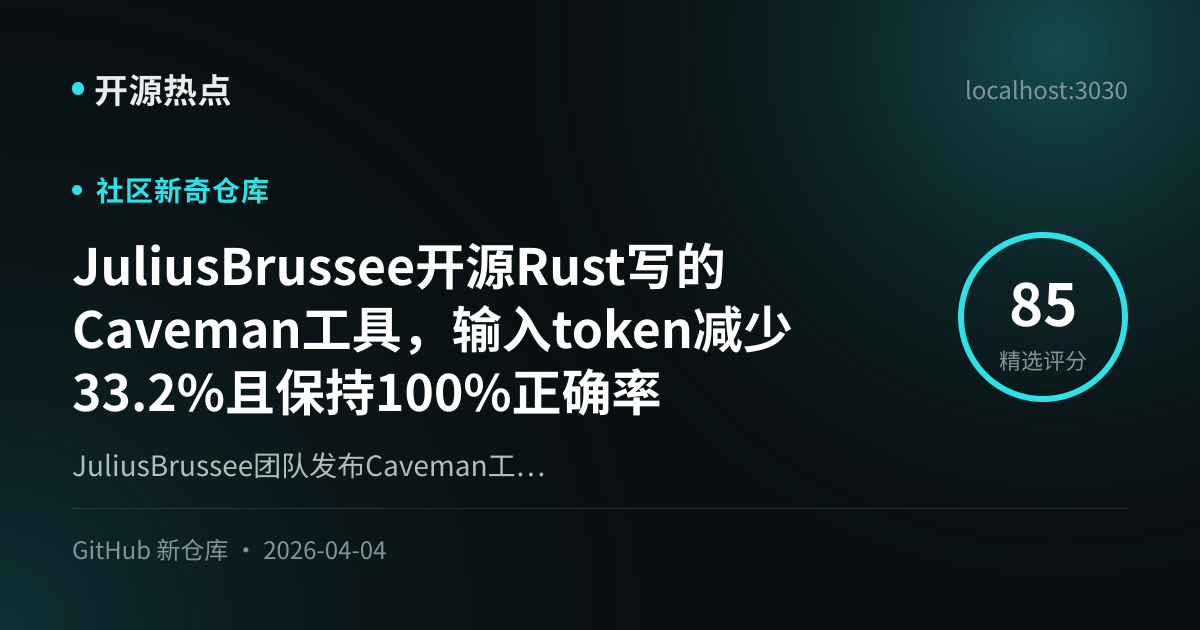 开源热点
localhost:3030
社区新奇仓库
JuliusBrussee开源Rust写的
Caveman工具，输入token减少
33.2%且保持100%正确率
85
精选评分
JuliusBrussee团队发布Caveman工…
GitHub 新仓库 · 2026-04-04